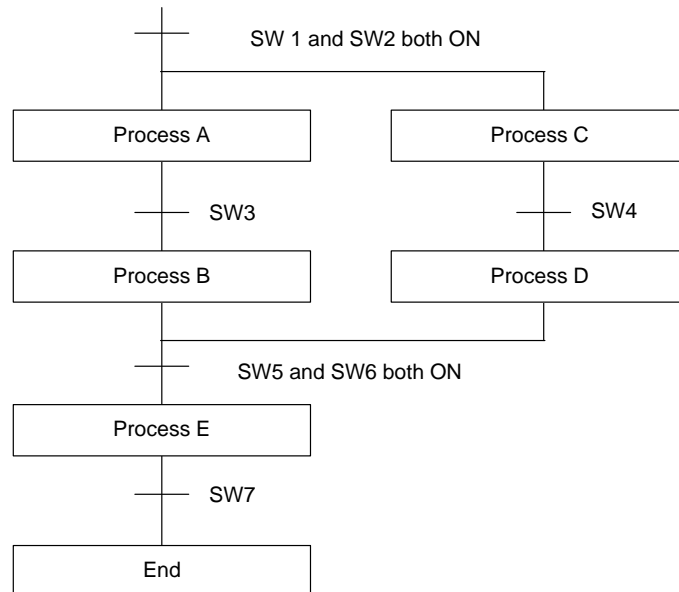 SW 1 and SW2 both ON
Process A
Process C
SW3
SW4
Process B
Process D
SW5 and SW6 both ON
Process E
SW7
End